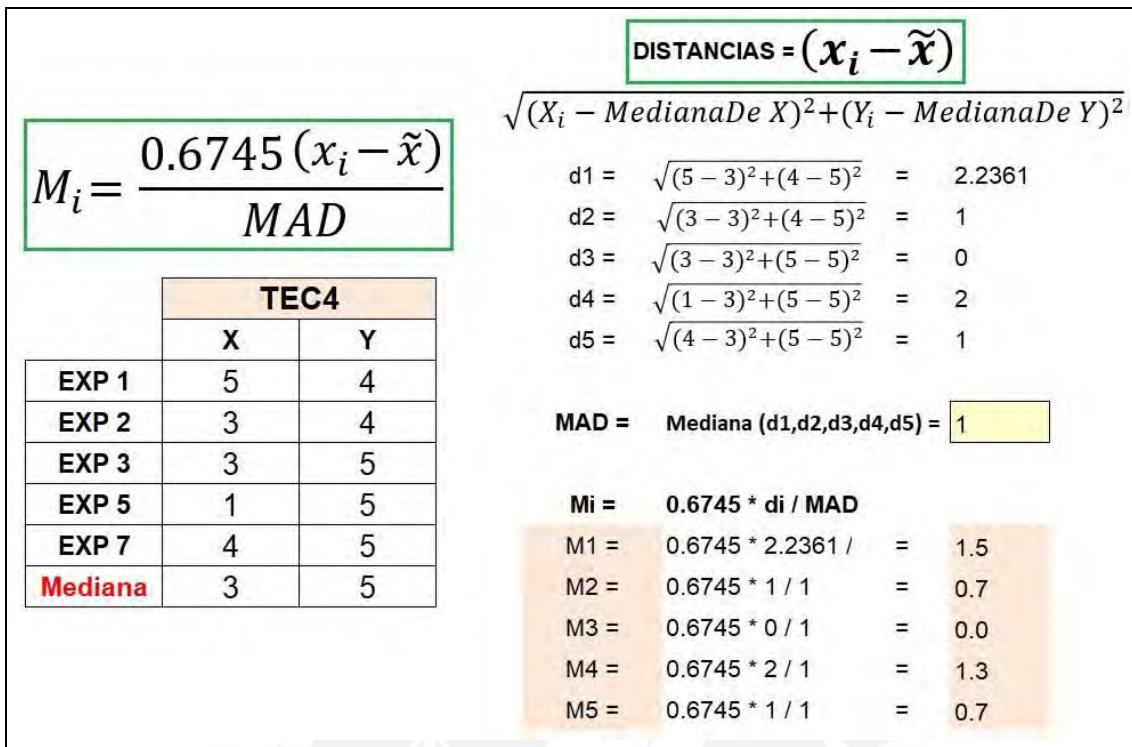 DISTANCIAS = (x_i − x̃)
√((X_i − MedianaDe X)²+(Y_i − MedianaDe Y)²)
M_i = 0.6745 (x_i − x̃) / MAD
d1 = √((5 − 3)²+(4 − 5)²) = 2.2361
d2 = √((3 − 3)²+(4 − 5)²) = 1
d3 = √((3 − 3)²+(5 − 5)²) = 0
d4 = √((1 − 3)²+(5 − 5)²) = 2
d5 = √((4 − 3)²+(5 − 5)²) = 1
TEC4
X Y
EXP 1 5 4
EXP 2 3 4
EXP 3 3 5
EXP 5 1 5
EXP 7 4 5
Mediana 3 5
MAD = Mediana (d1,d2,d3,d4,d5) = 1
Mi = 0.6745 * di / MAD
M1 = 0.6745 * 2.2361 / = 1.5
M2 = 0.6745 * 1 / 1 = 0.7
M3 = 0.6745 * 0 / 1 = 0.0
M4 = 0.6745 * 2 / 1 = 1.3
M5 = 0.6745 * 1 / 1 = 0.7